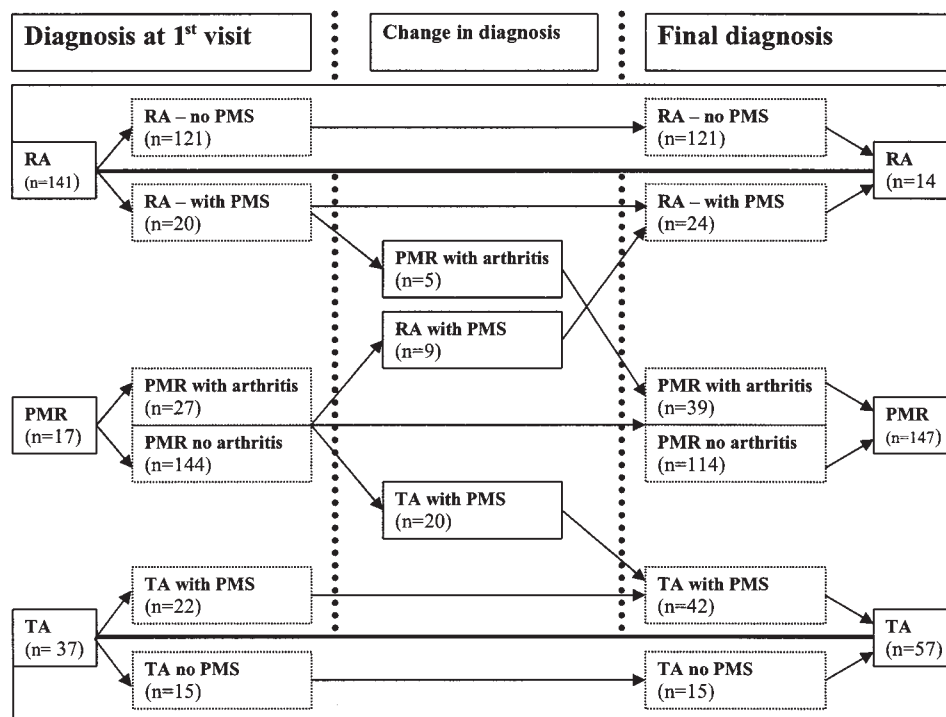 Diagnosis at 1st visit
Change in diagnosis
Final diagnosis
RA – no PMS
(n=121)
RA – no PMS
(n=121)
RA
(n=141)
RA
(n=14
RA – with PMS
(n=20)
RA – with PMS
(n=24)
PMR with arthritis
(n=5)
RA with PMS
(n=9)
PMR with arthritis
(n=27)
PMR with arthritis
(n=39)
PMR
(n=17)
PMR
(n=147)
PMR no arthritis
(n=144)
PMR no arthritis
(n=114)
TA with PMS
(n=20)
TA with PMS
(n=22)
TA with PMS
(n=42)
TA
(n= 37)
TA
(n=57)
TA no PMS
(n=15)
TA no PMS
(n=15)